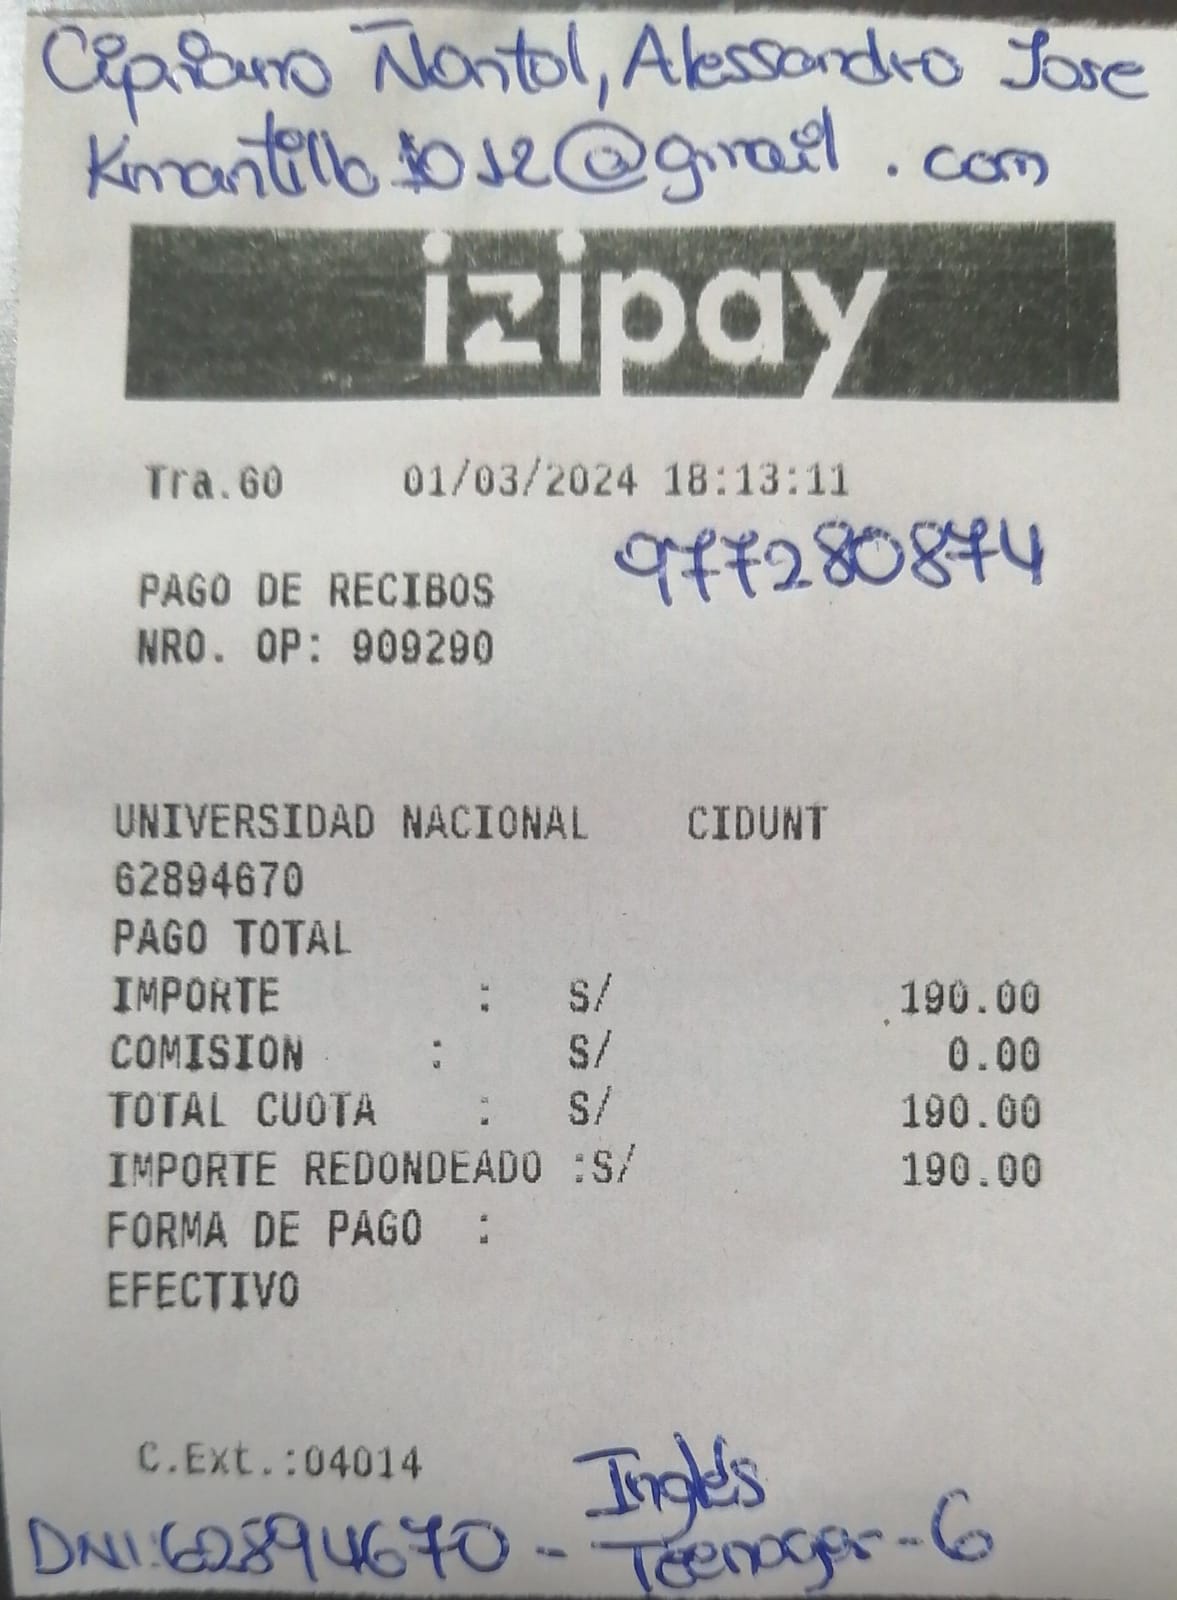 Cipriano Ñontol, Alessandro Jose
Kmantilla1012@gmail.com
izipay
Tra.60 01/03/2024 18:13:11
977280874
PAGO DE RECIBOS
NRO. OP: 909290
UNIVERSIDAD NACIONAL CIDUNT
62894670
PAGO TOTAL
IMPORTE : S/ 190.00
COMISION : S/ 0.00
TOTAL CUOTA : S/ 190.00
IMPORTE REDONDEADO :S/ 190.00
FORMA DE PAGO :
EFECTIVO
C.Ext.:04014
Inglés
DNI:62894670 - Teenager - 6